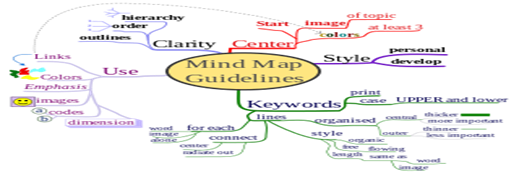 Mind Map
Guidelines
hierarchy
order
outlines
Clarity
Start
image
of topic
at least 3
colors
Center
Style
personal
develop
Links
Colors
Emphasis
images
a
codes
b
dimension
Use
Keywords
print
case
UPPER and lower
lines
organised
central
thicker
more important
outer
thinner
less important
style
organic
free
flowing
length
same as
word
image
for each
word
image
alone
connect
center
radiate out